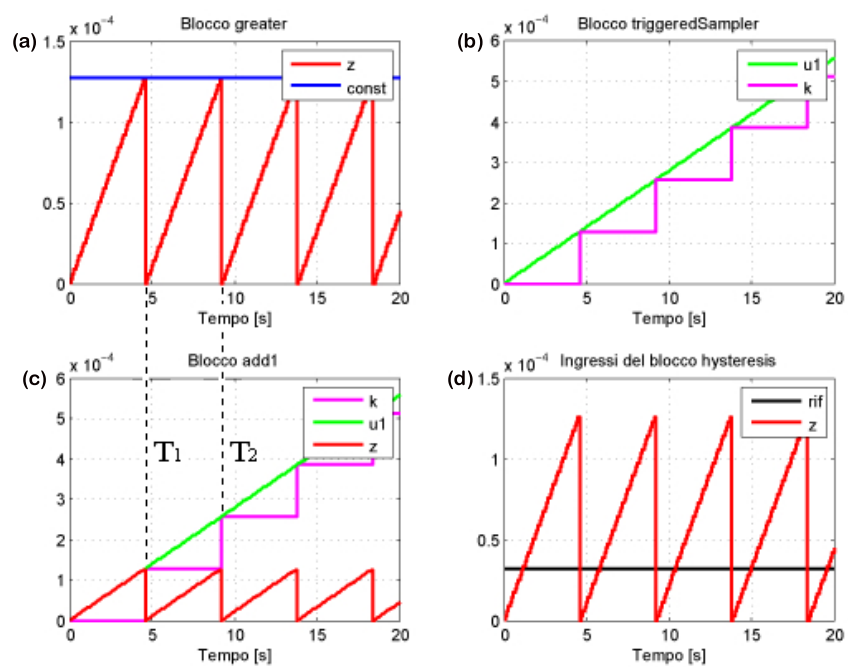 (a)
Blocco greater
x 10⁻⁴
1.5
1
0.5
0
0 5 10 15 20
Tempo [s]
z
const
(b)
Blocco triggeredSampler
x 10⁻⁴
6
5
4
3
2
1
0
0 5 10 15 20
Tempo [s]
u1
k
(c)
Blocco add1
x 10⁻⁴
6
5
4
3
2
1
0
0 5 10 15 20
Tempo [s]
k
u1
z
T1
T2
(d)
Ingressi del blocco hysteresis
x 10⁻⁴
1.5
1
0.5
0
0 5 10 15 20
Tempo [s]
rif
z